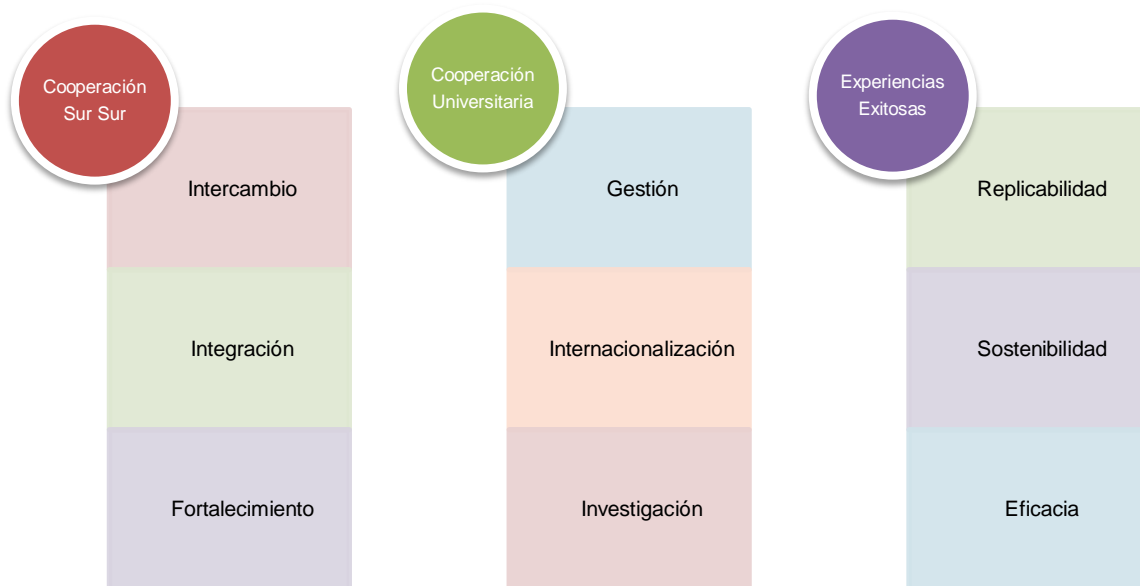 Cooperación
Sur Sur
Intercambio
Integración
Fortalecimiento
Cooperación
Universitaria
Gestión
Internacionalización
Investigación
Experiencias
Exitosas
Replicabilidad
Sostenibilidad
Eficacia